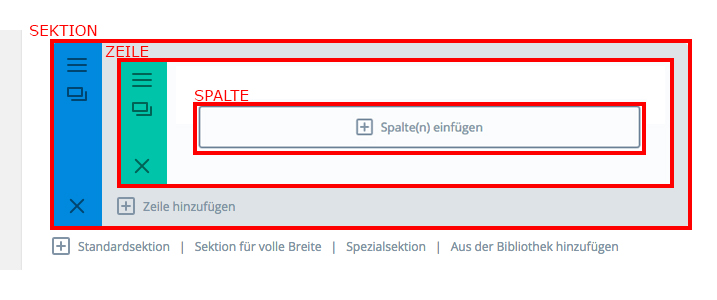 SEKTION
ZEILE
SPALTE
Spalte(n) einfügen
Zeile hinzufügen
Standardsektion | Sektion für volle Breite | Spezialsektion | Aus der Bibliothek hinzufügen